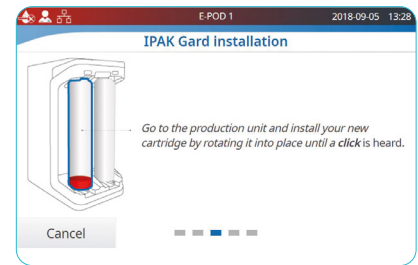 E-POD 1
2018-09-05 13:28
IPAK Gard installation
Go to the production unit and install your new
cartridge by rotating it into place until a click is heard.
Cancel